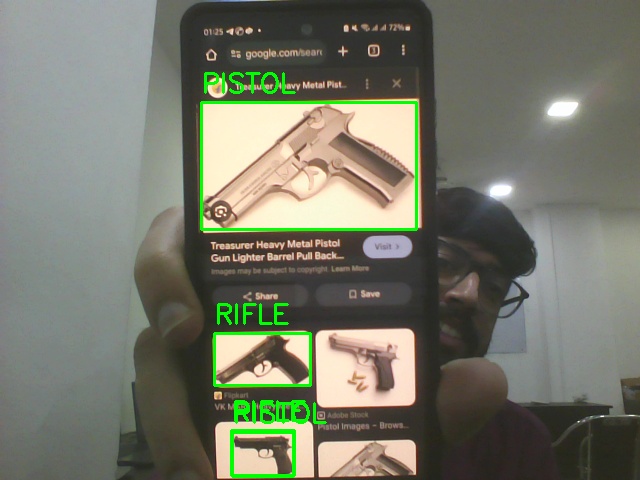 01:25 72%
google.com/sear
PISTOL
Treasurer Heavy Metal Pist...
Treasurer Heavy Metal Pistol
Gun Lighter Barrel Pull Back...
Visit >
Images may be subject to copyright. Learn More
Share
Save
RIFLE
Flipkart
VK
Adobe Stock
Pistol Images - Brows...